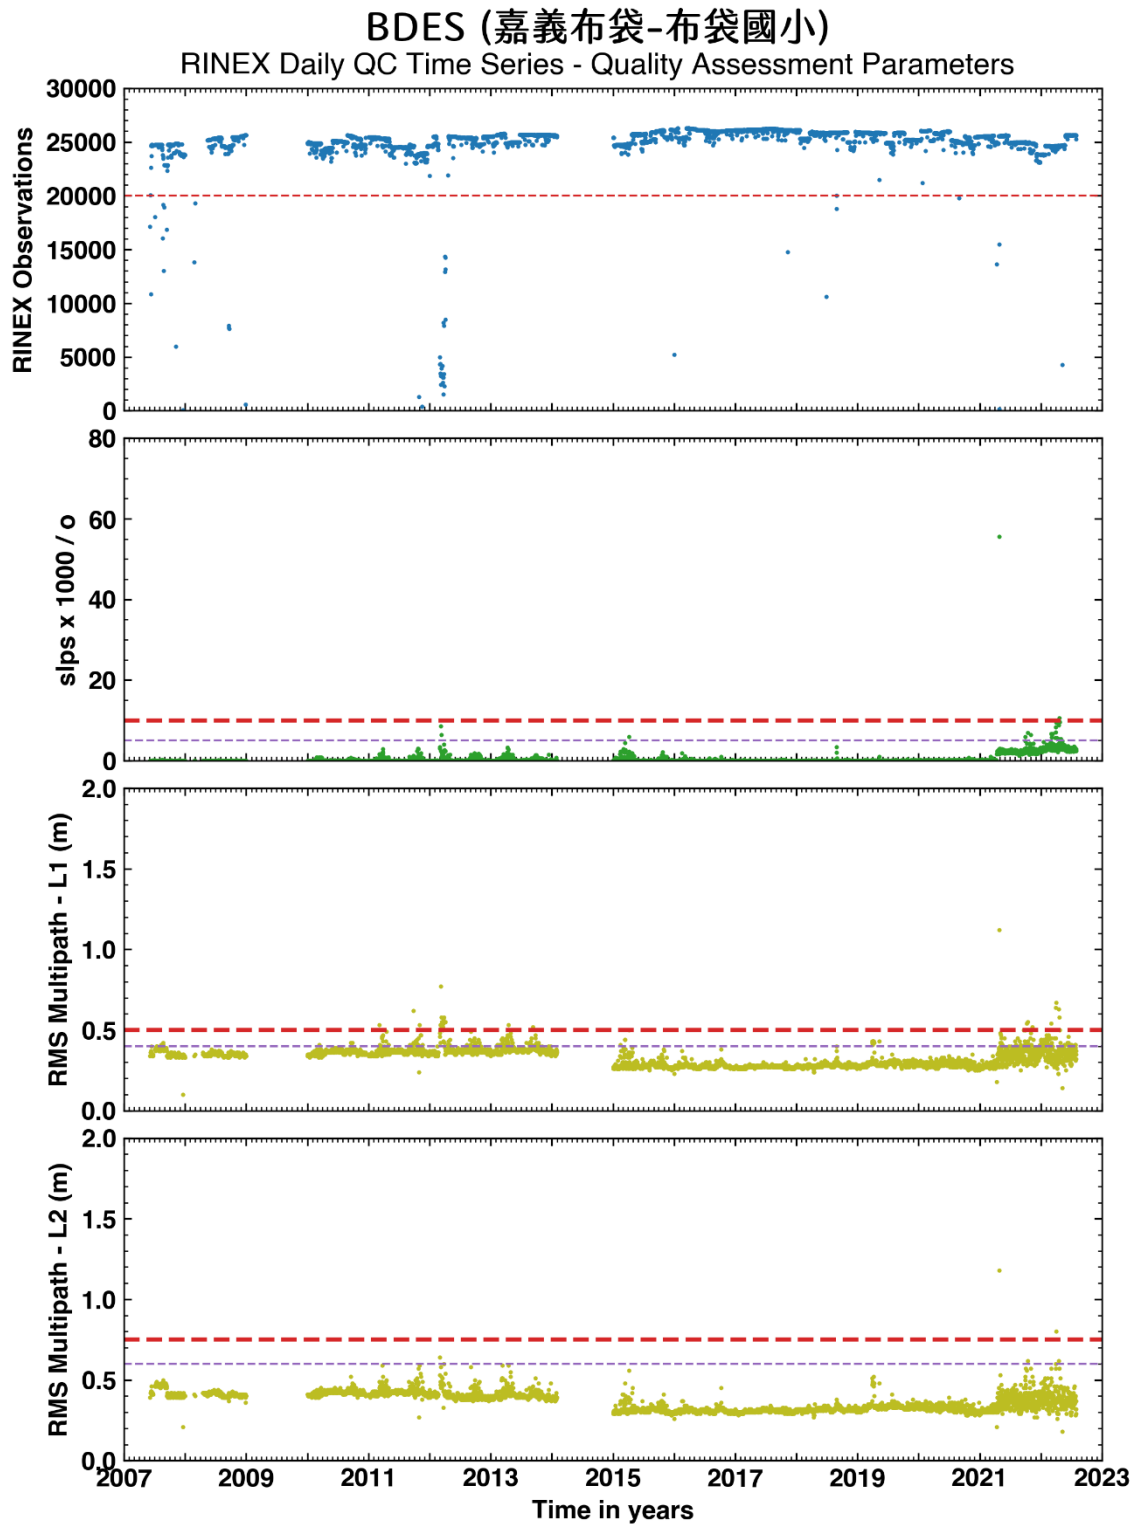 BDES (嘉義布袋-布袋國小)
RINEX Daily QC Time Series - Quality Assessment Parameters
30000
25000
20000
15000
10000
5000
0
RINEX Observations
80
60
40
20
0
slps x 1000 / o
2.0
1.5
1.0
0.5
0.0
RMS Multipath - L1 (m)
2.0
1.5
1.0
0.5
0.0
RMS Multipath - L2 (m)
2007 2009 2011 2013 2015 2017 2019 2021 2023
Time in years